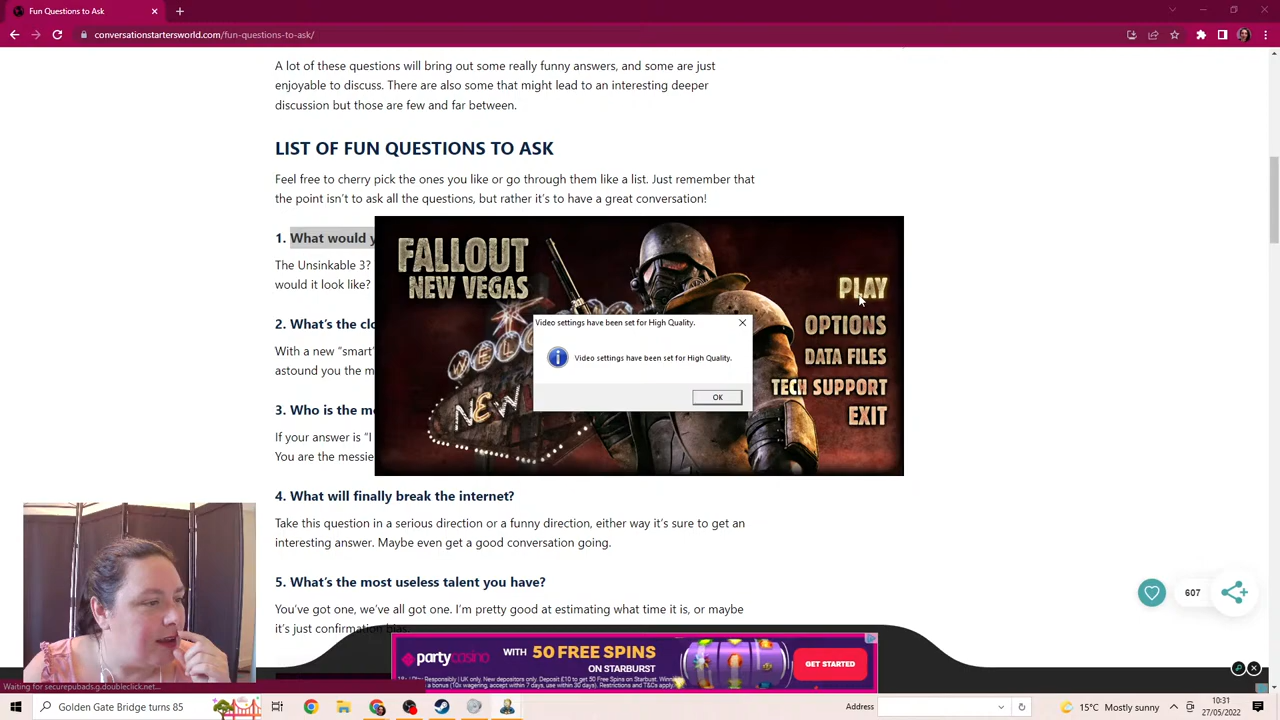 Fun Questions to Ask
conversationstartersworld.com/fun-questions-to-ask/
A lot of these questions will bring out some really funny answers, and some are just
enjoyable to discuss. There are also some that might lead to an interesting deeper
discussion but those are few and far between.
LIST OF FUN QUESTIONS TO ASK
Feel free to cherry pick the ones you like or go through them like a list. Just remember that
the point isn't to ask all the questions, but rather it's to have a great conversation!
1. What would y
The Unsinkable 3?
would it look like?
2. What's the clo
With a new "smart"
astound you the m
3. Who is the me
If your answer is "I
You are the messie
FALLOUT
NEW VEGAS
PLAY
OPTIONS
DATA FILES
TECH SUPPORT
EXIT
NEW
Video settings have been set for High Quality.
Video settings have been set for High Quality.
OK
4. What will finally break the internet?
Take this question in a serious direction or a funny direction, either way it's sure to get an
interesting answer. Maybe even get a good conversation going.
5. What's the most useless talent you have?
You've got one, we've all got one. I'm pretty good at estimating what time it is, or maybe
it's just confirmation bias.
607
partycasino WITH 50 FREE SPINS
ON STARBURST
GET STARTED
Waiting for securepubads.g.doubleclick.net...
Golden Gate Bridge turns 85
Address
15°C Mostly sunny
10:31
27/05/2022